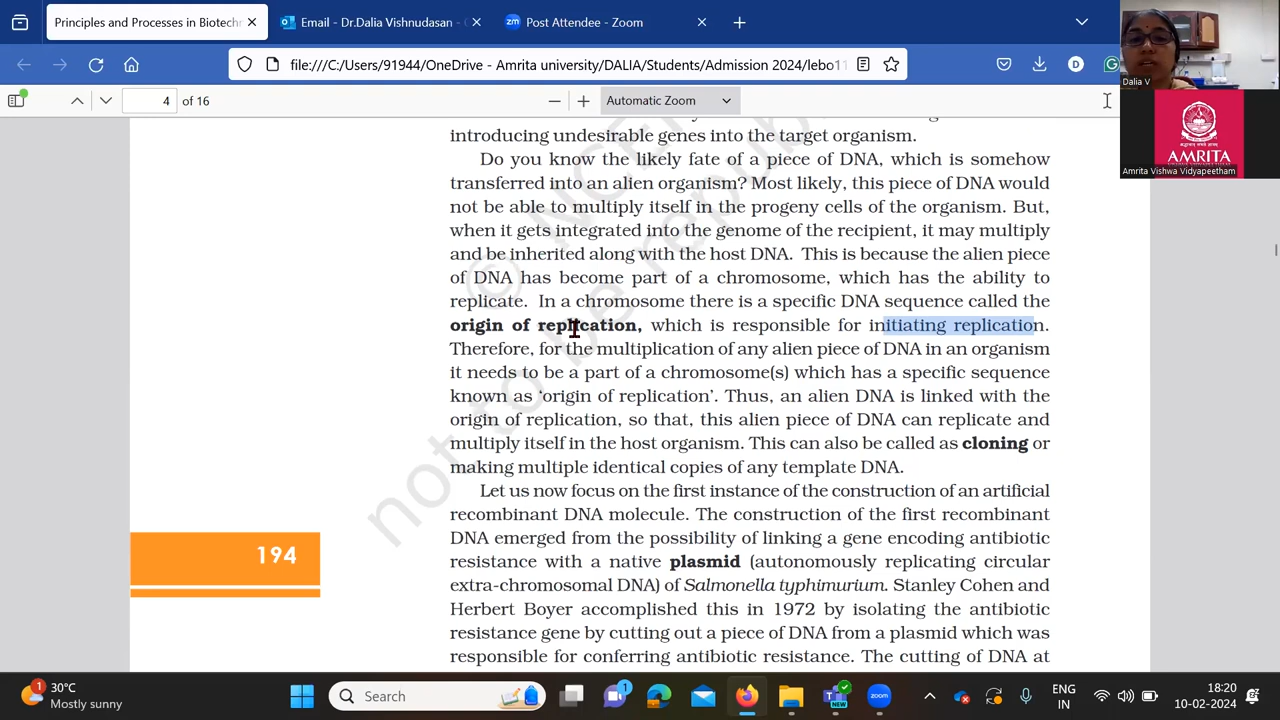 Principles and Processes in Biotechn
Email - Dr.Dalia Vishnudasan -
Post Attendee - Zoom
file:///C:/Users/91944/OneDrive - Amrita university/DALIA/Students/Admission 2024/lebo11
Dalia V
AMRITA
Amrita Vishwa Vidyapeetham
4 of 16
Automatic Zoom
introducing undesirable genes into the target organism.
Do you know the likely fate of a piece of DNA, which is somehow
transferred into an alien organism? Most likely, this piece of DNA would
not be able to multiply itself in the progeny cells of the organism. But,
when it gets integrated into the genome of the recipient, it may multiply
and be inherited along with the host DNA. This is because the alien piece
of DNA has become part of a chromosome, which has the ability to
replicate. In a chromosome there is a specific DNA sequence called the
origin of replication, which is responsible for initiating replication.
Therefore, for the multiplication of any alien piece of DNA in an organism
it needs to be a part of a chromosome(s) which has a specific sequence
known as ‘origin of replication’. Thus, an alien DNA is linked with the
origin of replication, so that, this alien piece of DNA can replicate and
multiply itself in the host organism. This can also be called as cloning or
making multiple identical copies of any template DNA.
Let us now focus on the first instance of the construction of an artificial
recombinant DNA molecule. The construction of the first recombinant
DNA emerged from the possibility of linking a gene encoding antibiotic
resistance with a native plasmid (autonomously replicating circular
extra-chromosomal DNA) of Salmonella typhimurium. Stanley Cohen and
Herbert Boyer accomplished this in 1972 by isolating the antibiotic
resistance gene by cutting out a piece of DNA from a plasmid which was
responsible for conferring antibiotic resistance. The cutting of DNA at
194
not to be republ
30°C
Mostly sunny
Search
ENG
IN
18:20
10-02-2024